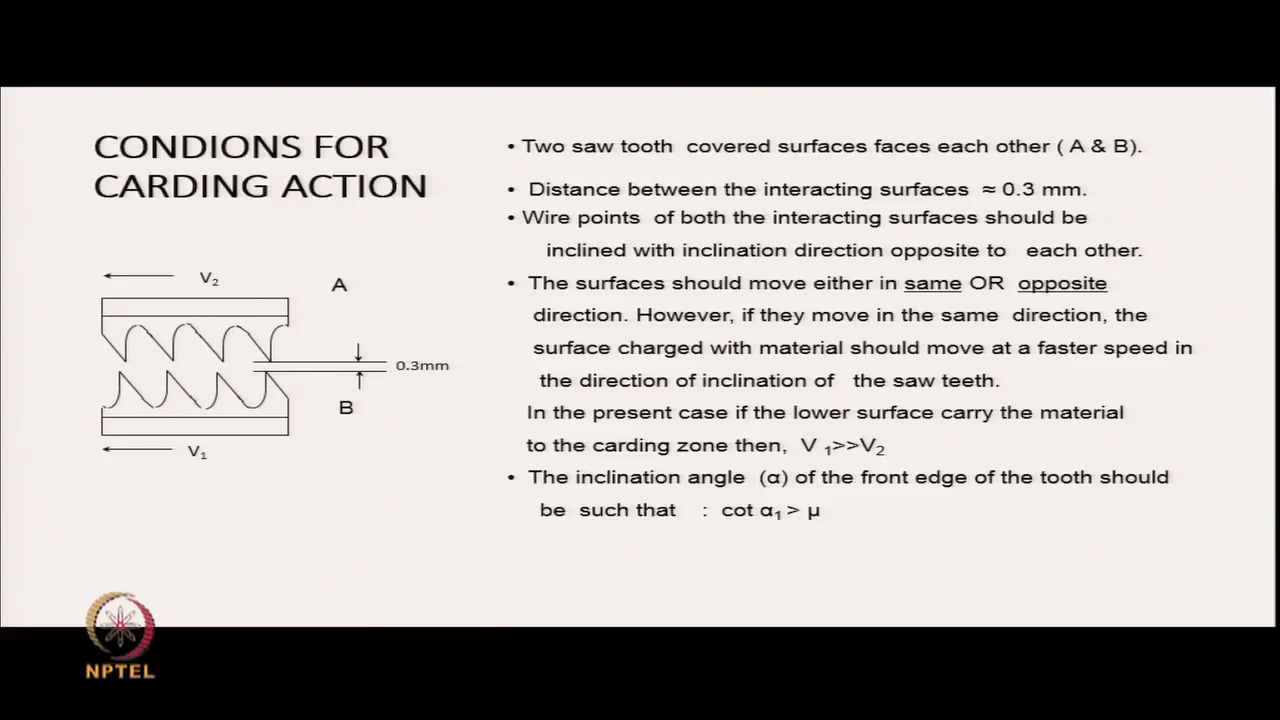 CONDIONS FOR
CARDING ACTION
V₂
A
0.3mm
B
V₁
• Two saw tooth covered surfaces faces each other ( A & B).
• Distance between the interacting surfaces ≈ 0.3 mm.
• Wire points of both the interacting surfaces should be
inclined with inclination direction opposite to each other.
• The surfaces should move either in same OR opposite
direction. However, if they move in the same direction, the
surface charged with material should move at a faster speed in
the direction of inclination of the saw teeth.
In the present case if the lower surface carry the material
to the carding zone then, V ₁>>V₂
• The inclination angle (α) of the front edge of the tooth should
be such that : cot α₁ > μ
NPTEL